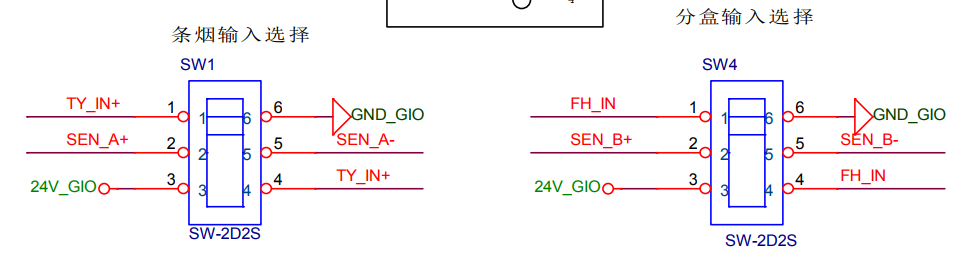 条烟输入选择
分盒输入选择
SW1
TY_IN+ 1 1 6 6 GND_GIO
SEN_A+ 2 2 5 5 SEN_A-
24V_GIO 3 3 4 4 TY_IN+
SW-2D2S
SW4
FH_IN 1 1 6 6 GND_GIO
SEN_B+ 2 2 5 5 SEN_B-
24V_GIO 3 3 4 4 FH_IN
SW-2D2S